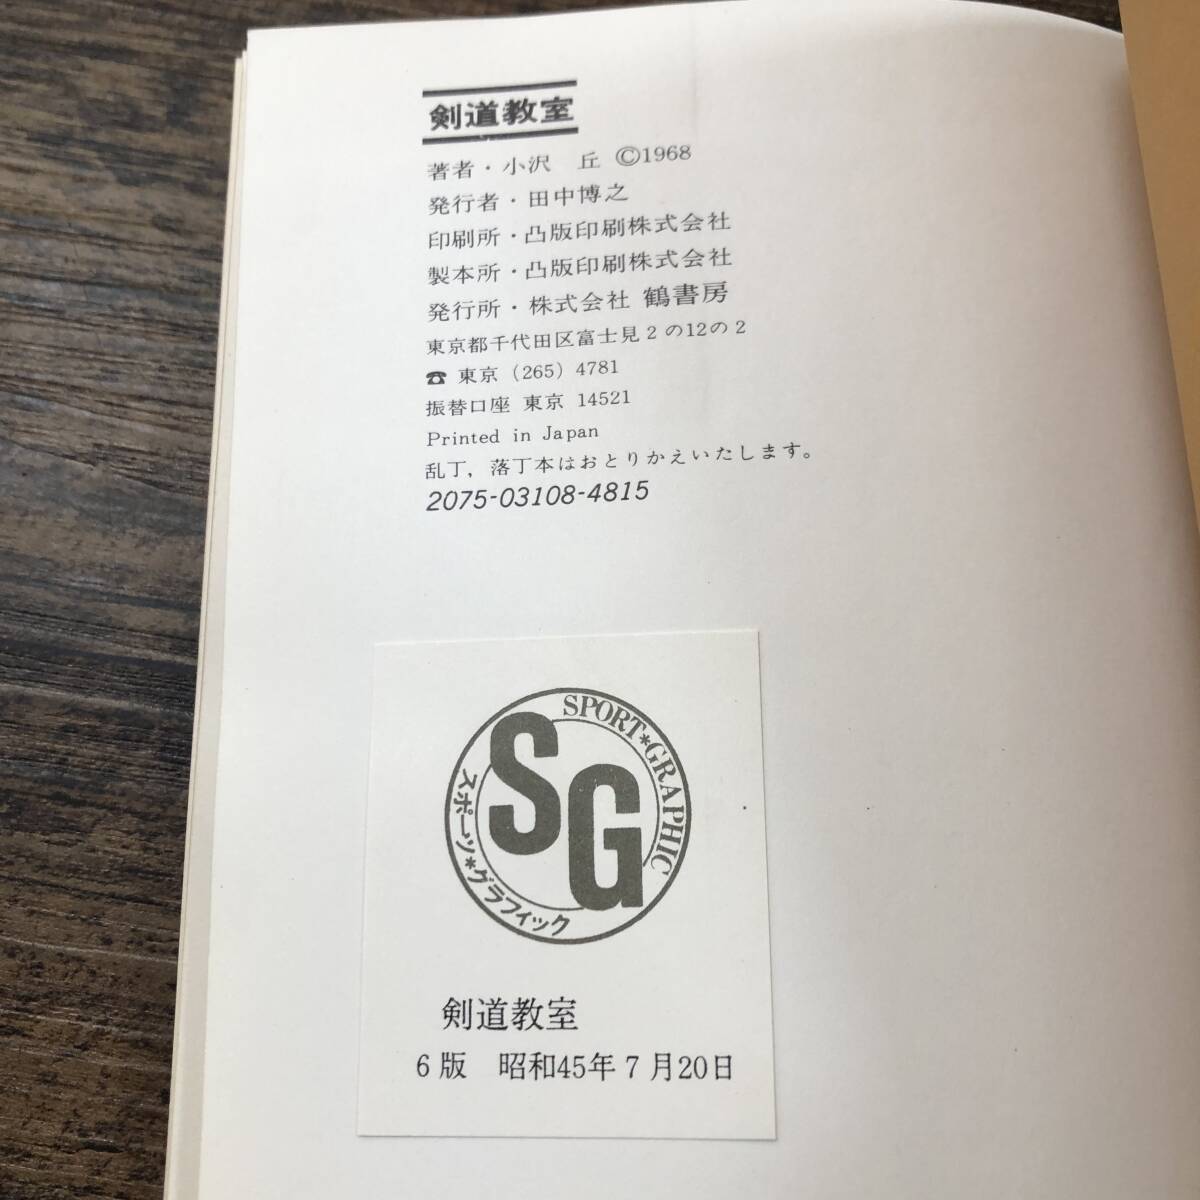 剣道教室
著者・小沢 丘 ©1968
発行者・田中博之
印刷所・凸版印刷株式会社
製本所・凸版印刷株式会社
発行所・株式会社 鶴書房
東京都千代田区富士見2の12の2
☎ 東京 (265) 4781
振替口座 東京 14521
Printed in Japan
乱丁，落丁本はおとりかえいたします。
2075-03108-4815
SPORT*GRAPHIC
SG
スポーツ*グラフィック
剣道教室
6版 昭和45年7月20日